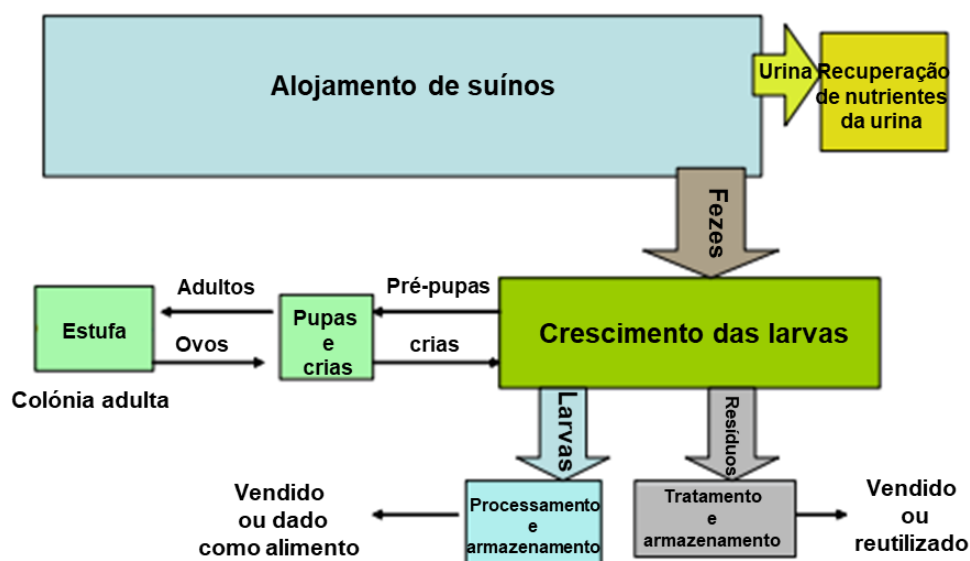 Alojamento de suínos
Urina
Recuperação
de nutrientes
da urina
Fezes
Adultos
Pré-pupas
Estufa
Pupas
e
crias
Crescimento das larvas
Ovos
crias
Colónia adulta
Larvas
Resíduos
Vendido
ou dado
como alimento
Processamento
e
armazenamento
Tratamento
e
armazenamento
Vendido
ou
reutilizado